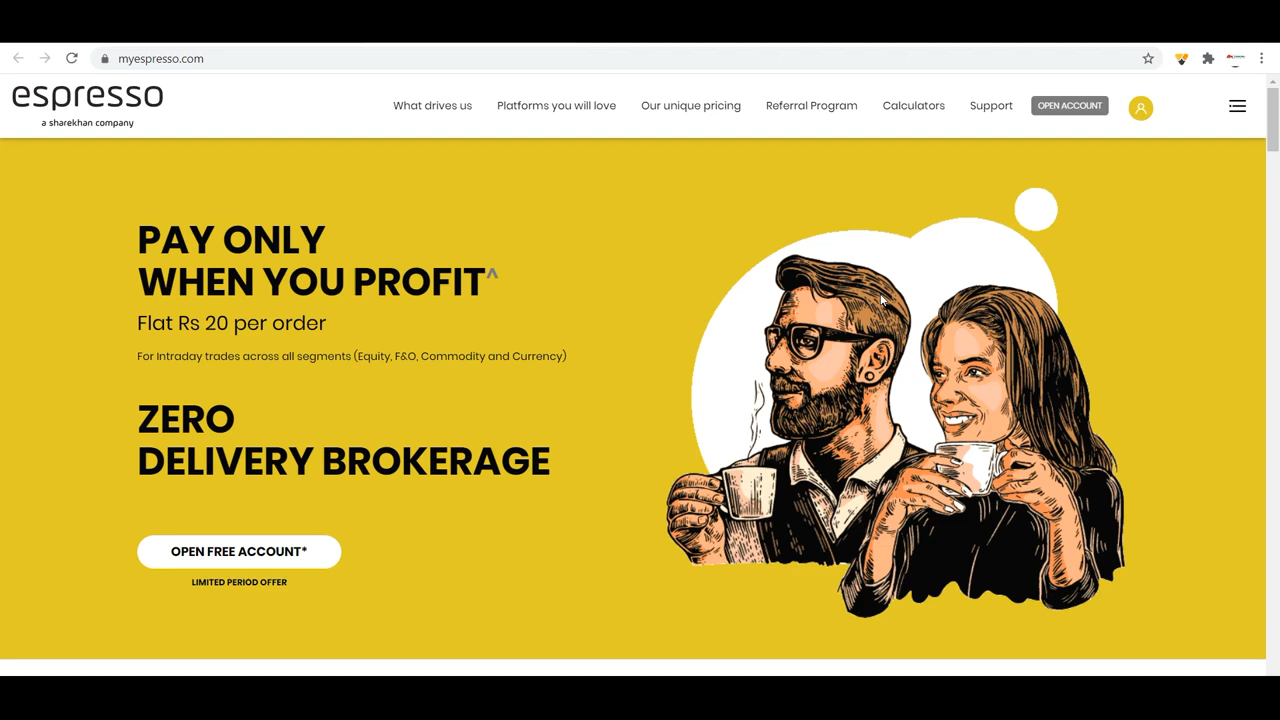 myespresso.com
espresso
a sharekhan company
What drives us
Platforms you will love
Our unique pricing
Referral Program
Calculators
Support
OPEN ACCOUNT
PAY ONLY
WHEN YOU PROFIT^
Flat Rs 20 per order
For Intraday trades across all segments (Equity, F&O, Commodity and Currency)
ZERO
DELIVERY BROKERAGE
OPEN FREE ACCOUNT*
LIMITED PERIOD OFFER